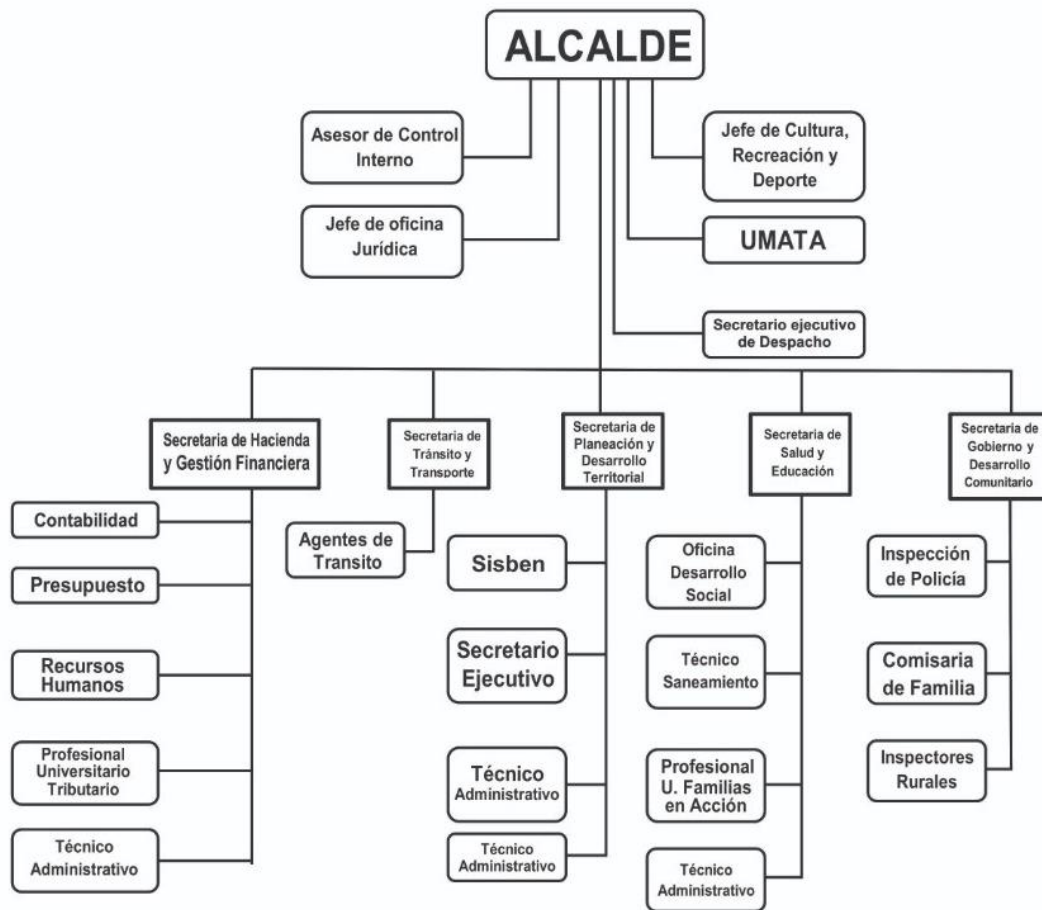 ALCALDE
Asesor de Control
Interno
Jefe de Cultura,
Recreación y
Deporte
Jefe de oficina
Jurídica
UMATA
Secretario ejecutivo
de Despacho
Secretaria de Hacienda
y Gestión Financiera
Secretaria de
Tránsito y
Transporte
Secretaria de
Planeación y
Desarrollo
Territorial
Secretaria de
Salud y
Educación
Secretaria de
Gobierno y
Desarrollo
Comunitario
Contabilidad
Presupuesto
Recursos
Humanos
Profesional
Universitario
Tributario
Técnico
Administrativo
Agentes de
Transito
Sisben
Secretario
Ejecutivo
Técnico
Administrativo
Técnico
Administrativo
Oficina
Desarrollo
Social
Técnico
Saneamiento
Profesional
U. Familias
en Acción
Técnico
Administrativo
Inspección
de Policía
Comisaria
de Familia
Inspectores
Rurales